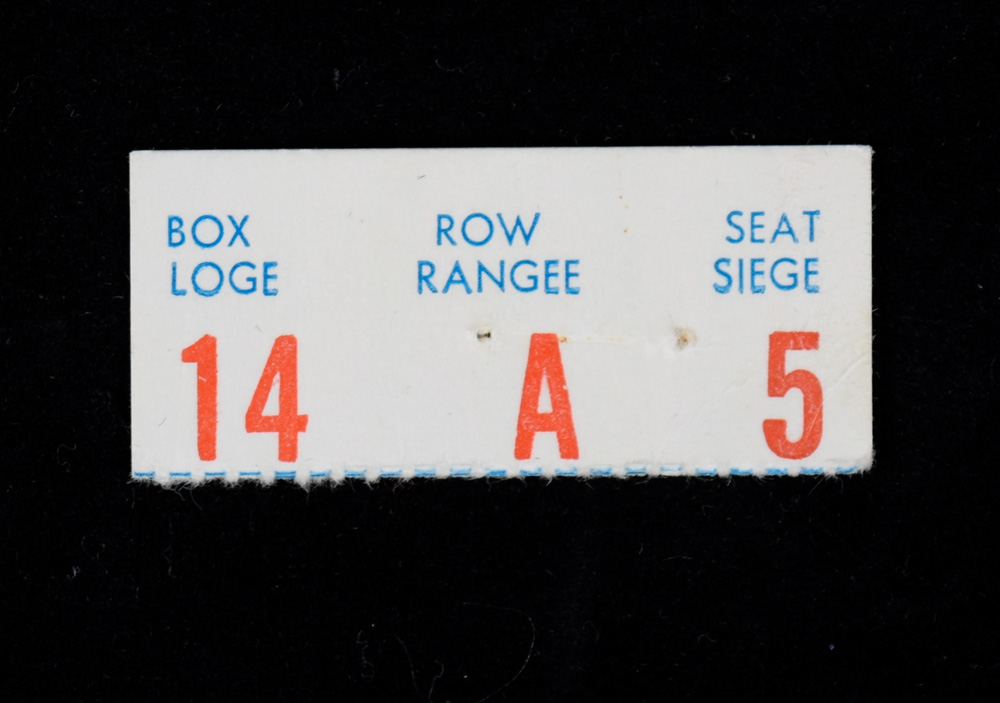 BOX ROW SEAT
LOGE RANGEE SIEGE
14 A 5